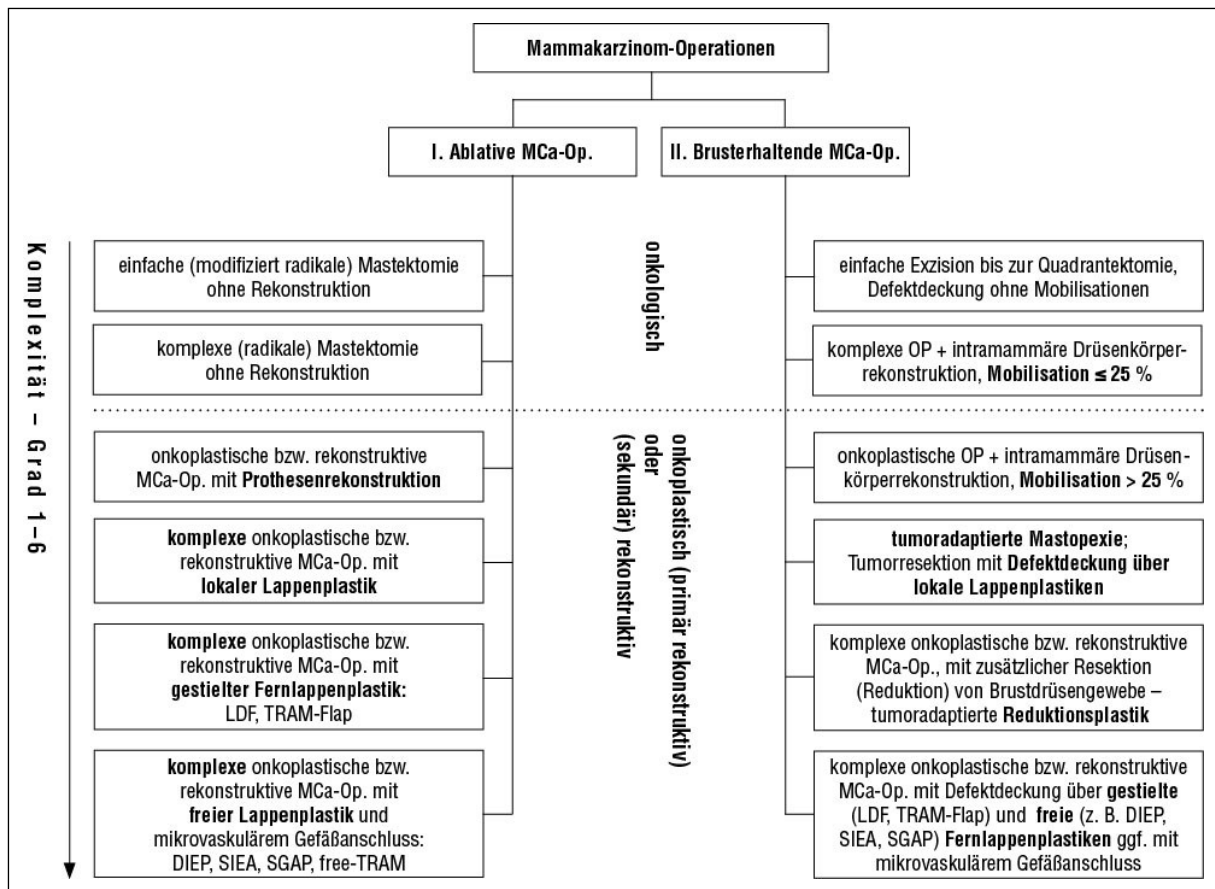 Mammakarzinom-Operationen
I. Ablative MCa-Op.
II. Brusterhaltende MCa-Op.
Komplexität – Grad 1–6
einfache (modifiziert radikale) Mastektomie
ohne Rekonstruktion
komplexe (radikale) Mastektomie
ohne Rekonstruktion
onkoplastische bzw. rekonstruktive
MCa-Op. mit Prothesenrekonstruktion
komplexe onkoplastische bzw.
rekonstruktive MCa-Op. mit
lokaler Lappenplastik
komplexe onkoplastische bzw.
rekonstruktive MCa-Op. mit
gestielter Fernlappenplastik:
LDF, TRAM-Flap
komplexe onkoplastische bzw.
rekonstruktive MCa-Op. mit
freier Lappenplastik und
mikrovaskulärem Gefäßanschluss:
DIEP, SIEA, SGAP, free-TRAM
onkologisch
onkoplastisch (primär rekonstruktiv)
oder
(sekundär) rekonstruktiv
einfache Exzision bis zur Quadrantektomie,
Defektdeckung ohne Mobilisationen
komplexe OP + intramammäre Drüsenkörper-
rekonstruktion, Mobilisation ≤ 25 %
onkoplastische OP + intramammäre Drüsen-
körperrekonstruktion, Mobilisation > 25 %
tumoradaptierte Mastopexie;
Tumorresektion mit Defektdeckung über
lokale Lappenplastiken
komplexe onkoplastische bzw. rekonstruktive
MCa-Op., mit zusätzlicher Resektion
(Reduktion) von Brustdrüsengewebe –
tumoradaptierte Reduktionsplastik
komplexe onkoplastische bzw. rekonstruktive
MCa-Op. mit Defektdeckung über gestielte
(LDF, TRAM-Flap) und freie (z. B. DIEP,
SIEA, SGAP) Fernlappenplastiken ggf. mit
mikrovaskulärem Gefäßanschluss